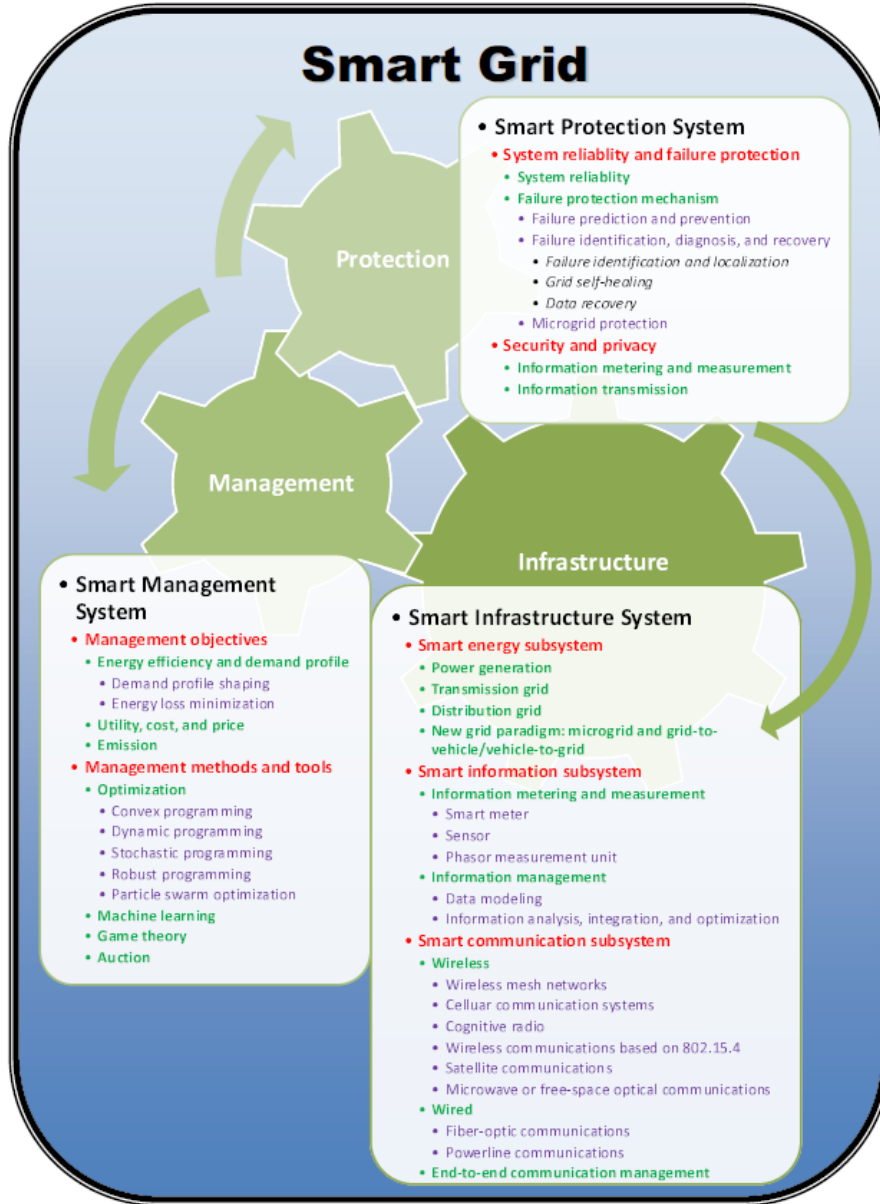 Smart Grid
Protection
• Smart Protection System
• System reliablity and failure protection
• System reliablity
• Failure protection mechanism
• Failure prediction and prevention
• Failure identification, diagnosis, and recovery
• Failure identification and localization
• Grid self-healing
• Data recovery
• Microgrid protection
• Security and privacy
• Information metering and measurement
• Information transmission
Management
• Smart Management
System
• Management objectives
• Energy efficiency and demand profile
• Demand profile shaping
• Energy loss minimization
• Utility, cost, and price
• Emission
• Management methods and tools
• Optimization
• Convex programming
• Dynamic programming
• Stochastic programming
• Robust programming
• Particle swarm optimization
• Machine learning
• Game theory
• Auction
Infrastructure
• Smart Infrastructure System
• Smart energy subsystem
• Power generation
• Transmission grid
• Distribution grid
• New grid paradigm: microgrid and grid-to-
vehicle/vehicle-to-grid
• Smart information subsystem
• Information metering and measurement
• Smart meter
• Sensor
• Phasor measurement unit
• Information management
• Data modeling
• Information analysis, integration, and optimization
• Smart communication subsystem
• Wireless
• Wireless mesh networks
• Celluar communication systems
• Cognitive radio
• Wireless communications based on 802.15.4
• Satellite communications
• Microwave or free-space optical communications
• Wired
• Fiber-optic communications
• Powerline communications
• End-to-end communication management